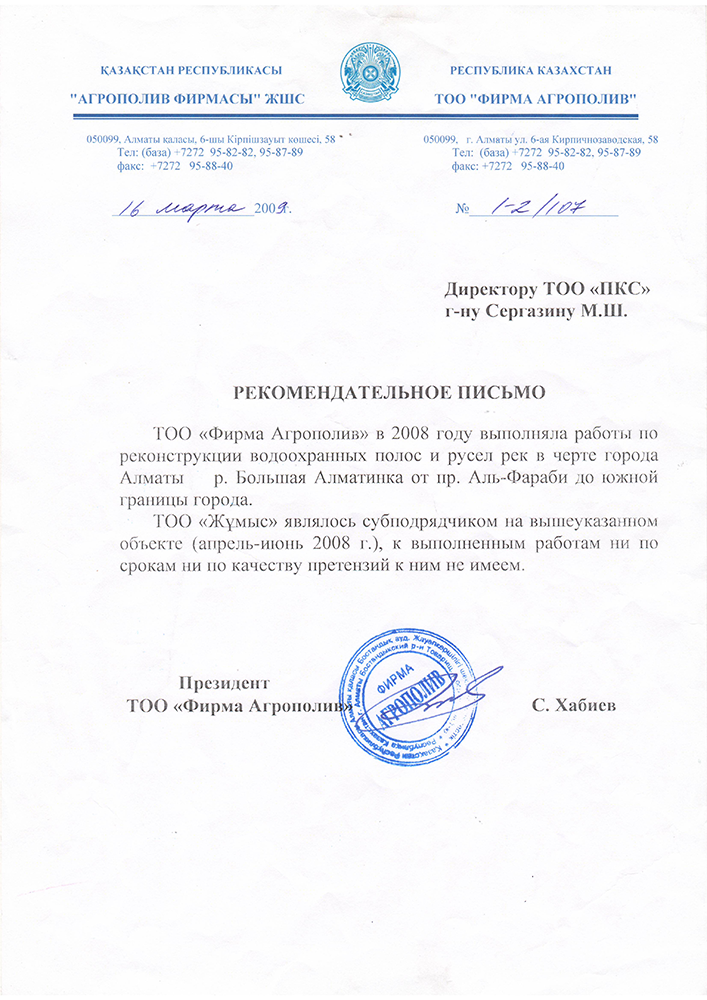 ҚАЗАҚСТАН РЕСПУБЛИКАСЫ
"АГРОПОЛИВ ФИРМАСЫ" ЖШС
РЕСПУБЛИКА КАЗАХСТАН
ТОО "ФИРМА АГРОПОЛИВ"
050099, Алматы қаласы, 6-шы Кірпішзауыт көшесі, 58
Тел: (база) +7272 95-82-82, 95-87-89
факс: +7272 95-88-40
050099, г. Алматы ул. 6-ая Кирпичнозаводская, 58
Тел: (база) +7272 95-82-82, 95-87-89
факс: +7272 95-88-40
16 марта 2009г.
№ 1-2/107
Директору ТОО «ПКС»
г-ну Сергазину М.Ш.
РЕКОМЕНДАТЕЛЬНОЕ ПИСЬМО
ТОО «Фирма Агрополив» в 2008 году выполняла работы по
реконструкции водоохранных полос и русел рек в черте города
Алматы р. Большая Алматинка от пр. Аль-Фараби до южной
границы города.
ТОО «Жұмыс» являлось субподрядчиком на вышеуказанном
объекте (апрель-июнь 2008 г.), к выполненным работам ни по
срокам ни по качеству претензий к ним не имеем.
Президент
ТОО «Фирма Агрополив»
С. Хабиев
ФИРМА
АГРОПОЛИВ